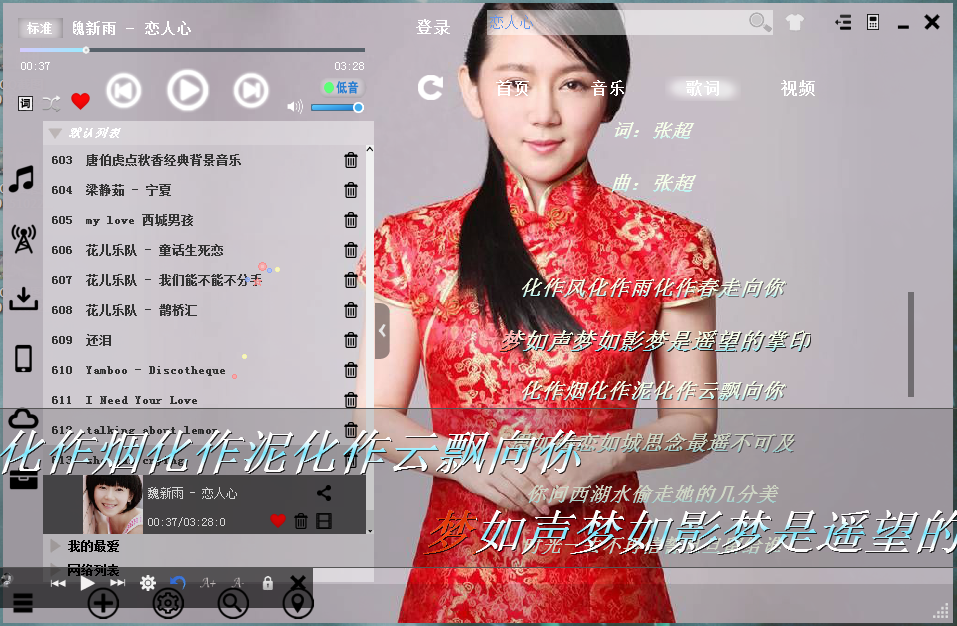 标准 魏新雨 - 恋人心
00:37 03:28
词 低音
默认列表
603 唐伯虎点秋香经典背景音乐
604 梁静茹 - 宁夏
605 my love 西城男孩
606 花儿乐队 - 童话生死恋
607 花儿乐队 - 我们能不能不分手
608 花儿乐队 - 鹊桥汇
609 还泪
610 Yamboo - Discotheque
611 I Need Your Love
612 talking about lemon
魏新雨 - 恋人心
00:37/03:28:0
我的最爱
网络列表
A+ A-
登录
恋人心
首页 音乐 歌词 视频
词：张超
曲：张超
化作风化作雨化作春走向你
梦如声梦如影梦是遥望的掌印
化作烟化作泥化作云飘向你
恋如城思念最遥不可及
你问西湖水偷走她的几分美
化作烟化作泥化作云飘向你
梦如声梦如影梦是遥望的